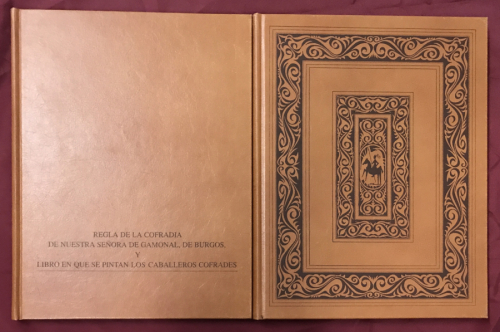 REGLA DE LA COFRADIA
DE NUESTRA SEÑORA DE GAMONAL, DE BURGOS,
Y
LIBRO EN QUE SE PINTAN LOS CABALLEROS COFRADES